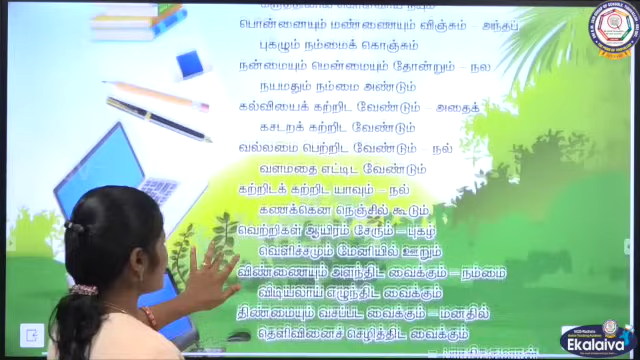 பொன்னையும் மண்ணையும் விஞ்சும் – அந்தப்
புகழும் நம்மைக் கொஞ்சும்
நன்மையும் மென்மையும் தோன்றும் – நல
நயமதும் நம்மை அண்டும்
கல்வியைக் கற்றிட வேண்டும் – அதைக்
கசடறக் கற்றிட வேண்டும்
வல்லமை பெற்றிட வேண்டும் – நல்
வளமதை எட்டிட வேண்டும்
கற்றிடக் கற்றிட யாவும் – நல்
கணக்கென நெஞ்சில் கூடும்
வெற்றிகள் ஆயிரம் சேரும் – புகழ்
வெளிச்சமும் மேனியில் ஊறும்
விண்ணையும் அளந்திட வைக்கும் – நம்மை
விடியலாய் எழுந்திட வைக்கும்
திண்மையும் வசப்பட வைக்கும் – மனதில்
தெளிவினைச் செழித்திட வைக்கும்
Ekalaiva